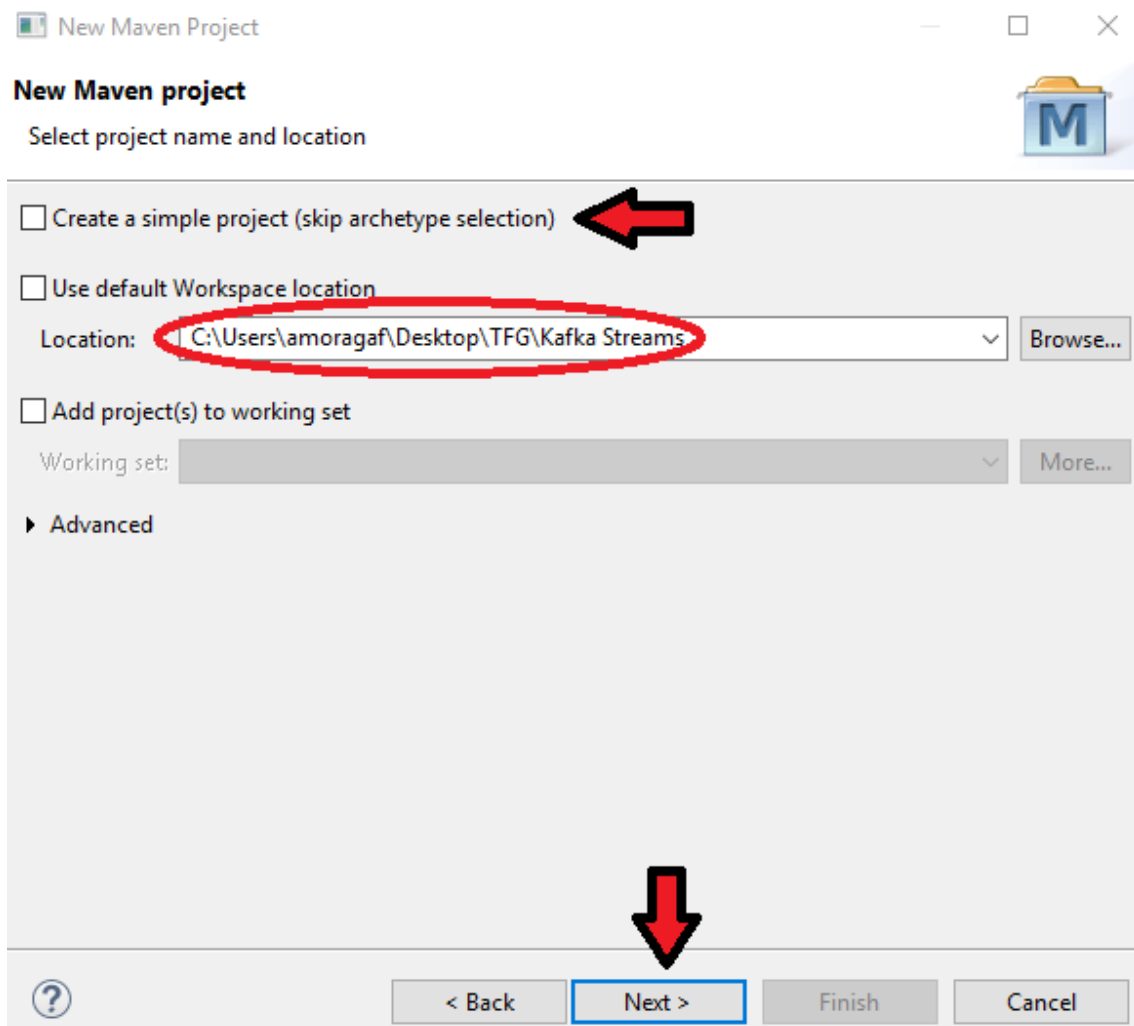 New Maven Project
New Maven project
Select project name and location
M
Create a simple project (skip archetype selection)
Use default Workspace location
Location: C:\Users\amoragaf\Desktop\TFG\Kafka Streams Browse...
Add project(s) to working set
Working set: More...
Advanced
? < Back Next > Finish Cancel